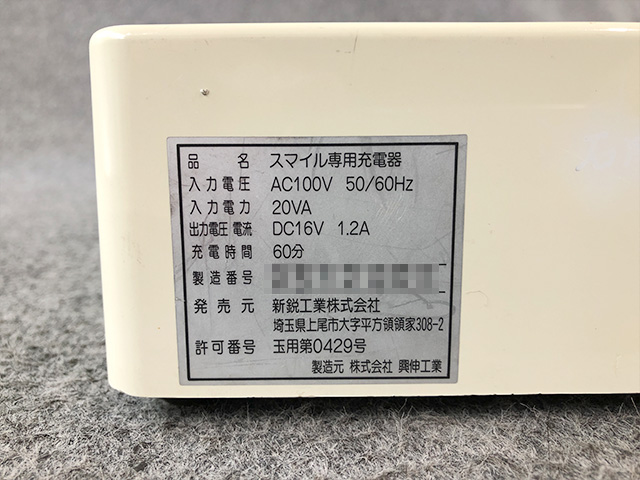 品名 スマイル専用充電器
入力電圧 AC100V 50/60Hz
入力電力 20VA
出力電圧 電流 DC16V 1.2A
充電時間 60分
製造番号
発売元 新鋭工業株式会社
埼玉県上尾市大字平方領領家308-2
許可番号 玉用第0429号
製造元 株式会社 興伸工業